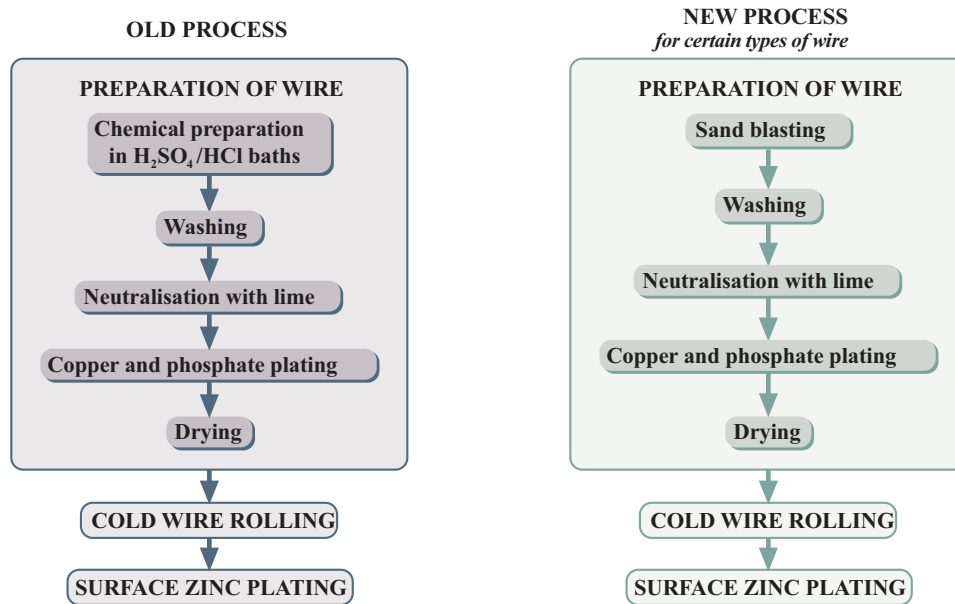 OLD PROCESS
PREPARATION OF WIRE
Chemical preparation
in H₂SO₄/HCl baths
Washing
Neutralisation with lime
Copper and phosphate plating
Drying
COLD WIRE ROLLING
SURFACE ZINC PLATING
NEW PROCESS
for certain types of wire
PREPARATION OF WIRE
Sand blasting
Washing
Neutralisation with lime
Copper and phosphate plating
Drying
COLD WIRE ROLLING
SURFACE ZINC PLATING